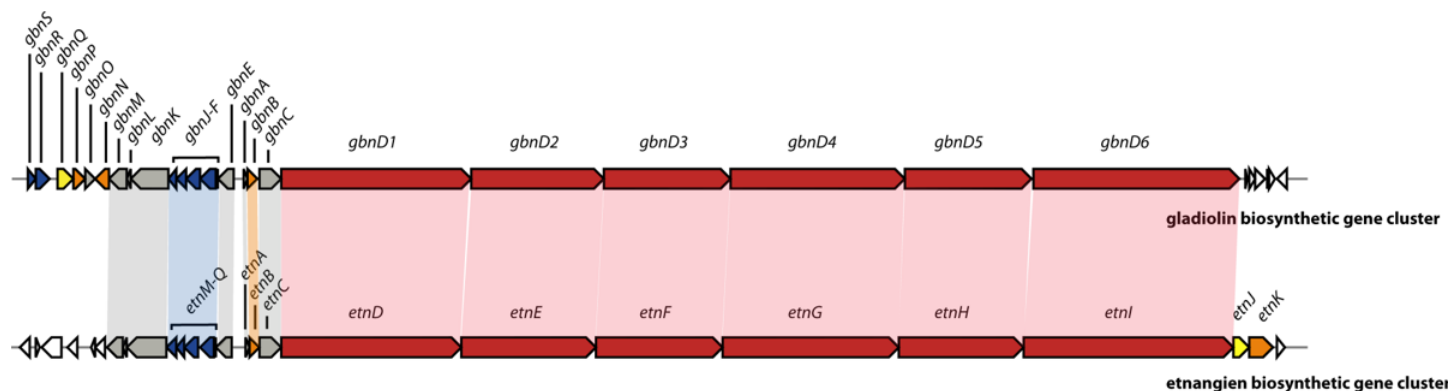 gbnS
gbnR
gbnQ
gbnP
gbnO
gbnN
gbnM
gbnL
gbnK
gbnJ-F
gbnE
gbnA
gbnB
gbnC
gbnD1
gbnD2
gbnD3
gbnD4
gbnD5
gbnD6
gladiolin biosynthetic gene cluster
etnM-Q
etnA
etnB
etnC
etnD
etnE
etnF
etnG
etnH
etnI
etnJ
etnK
etnangien biosynthetic gene cluster